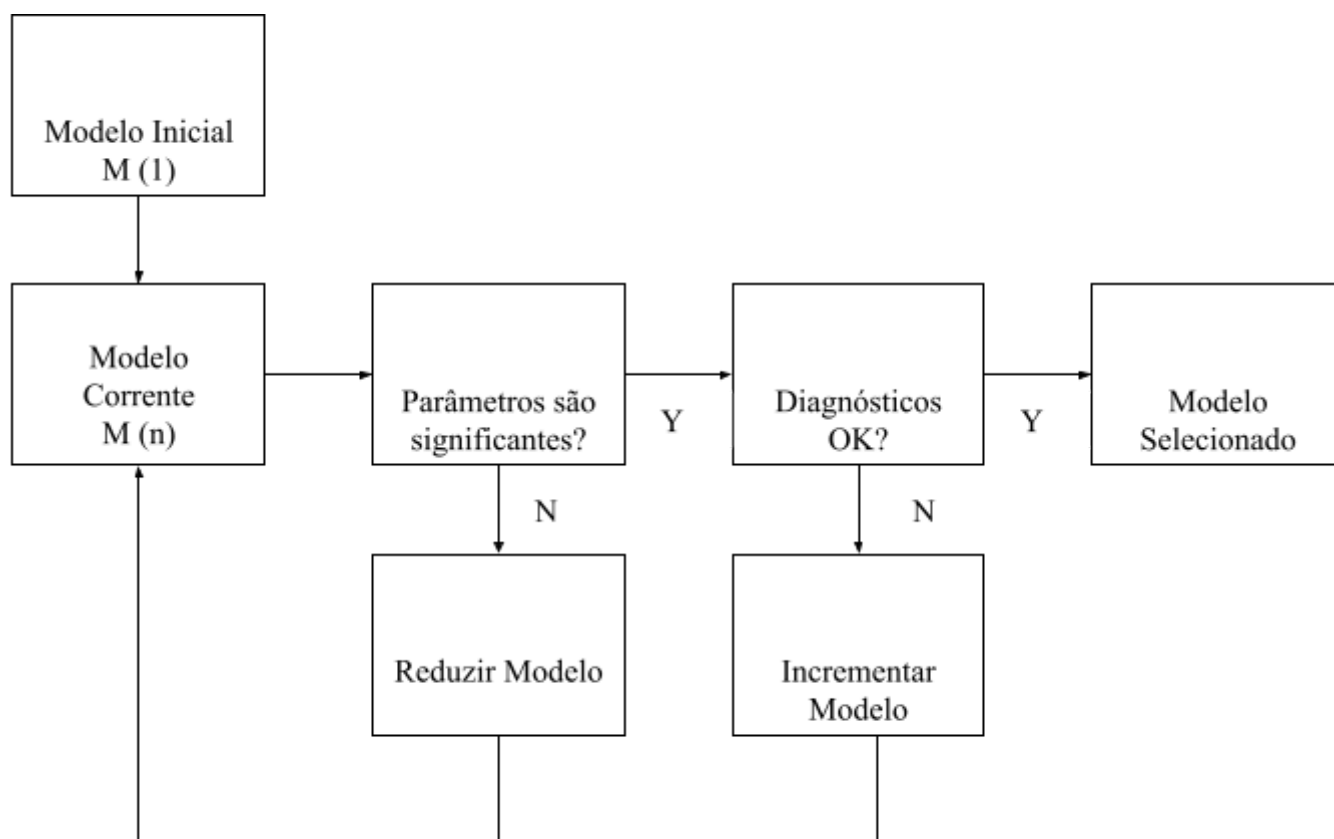 Modelo Inicial
M (1)
Modelo
Corrente
M (n)
Parâmetros são
significantes?
Y
Diagnósticos
OK?
Y
Modelo
Selecionado
N
N
Reduzir Modelo
Incrementar
Modelo